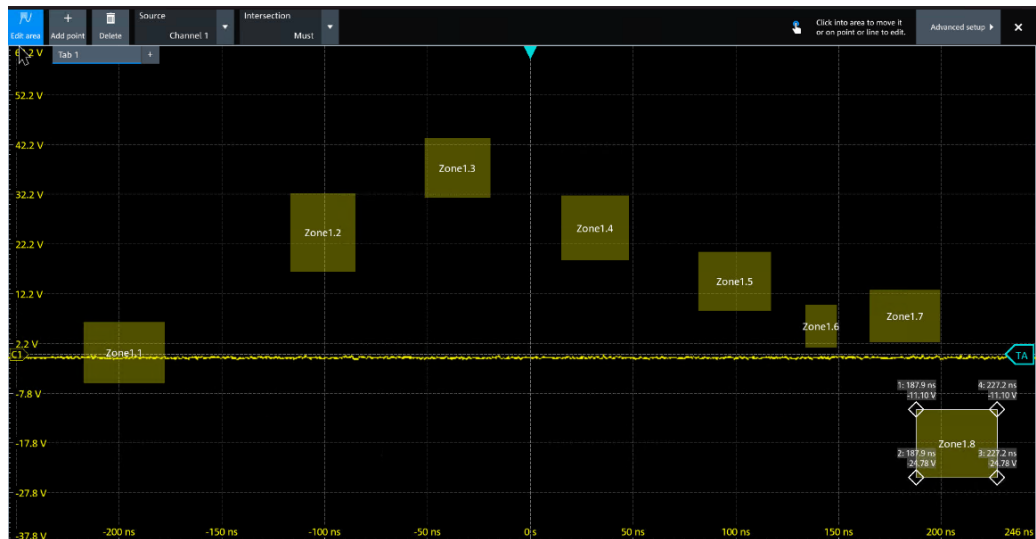 Edit area
Add point
Delete
Source
Channel 1
Intersection
Must
Click into area to move it
or on point or line to edit.
Advanced setup
Tab 1
+
52.2 V
42.2 V
32.2 V
22.2 V
12.2 V
2.2 V
C1
-7.8 V
-17.8 V
-27.8 V
-37.8 V
Zone1.1
Zone1.2
Zone1.3
Zone1.4
Zone1.5
Zone1.6
Zone1.7
TA
1: 187.9 ns
-11.10 V
4: 227.2 ns
-11.10 V
Zone1.8
2: 187.9 ns
-24.78 V
3: 227.2 ns
-24.78 V
-200 ns
-150 ns
-100 ns
-50 ns
0 s
50 ns
100 ns
150 ns
200 ns
246 ns